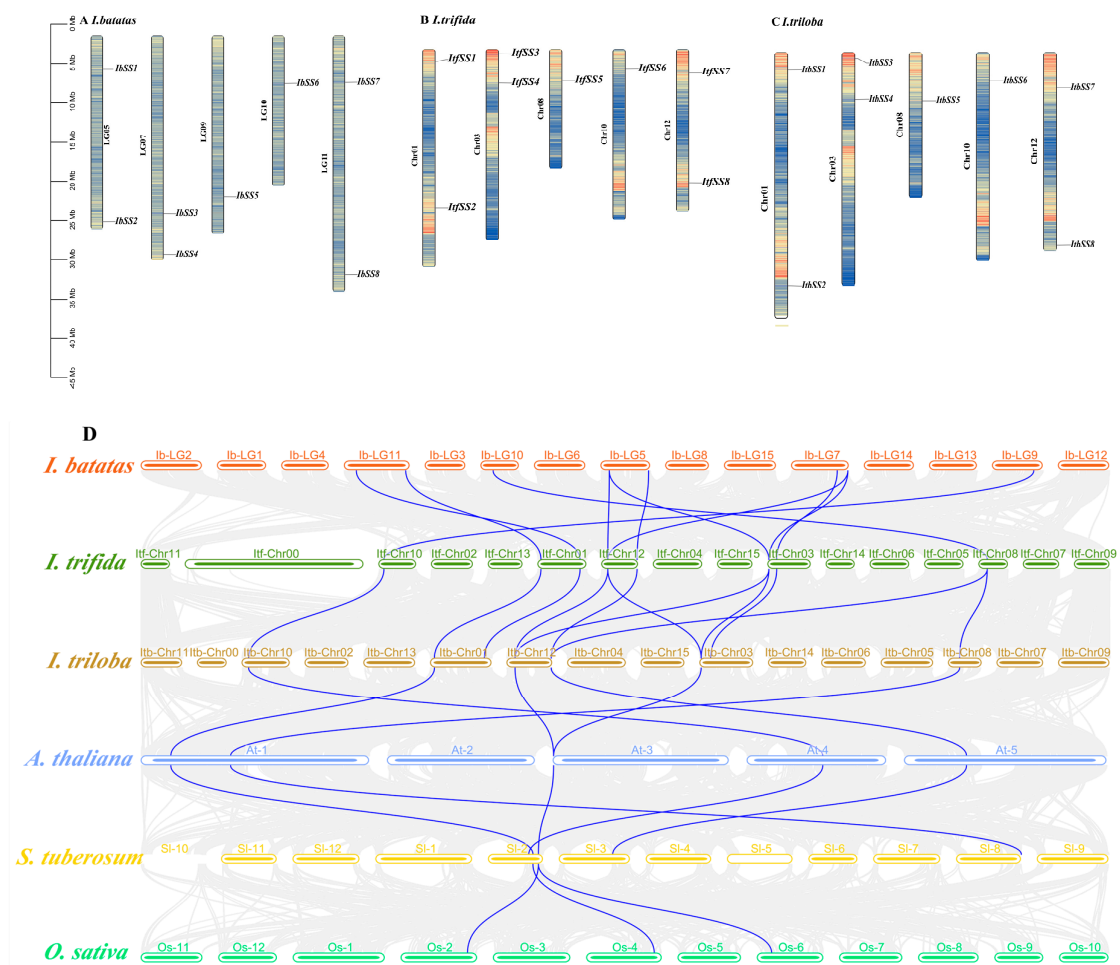 A I.batatas
B I.trifida
C I.triloba
0 Mb
5 Mb
10 Mb
15 Mb
20 Mb
25 Mb
30 Mb
35 Mb
40 Mb
45 Mb
LG05
IbSS1
IbSS2
LG07
IbSS3
IbSS4
LG09
IbSS5
LG10
IbSS6
LG11
IbSS7
IbSS8
Chr01
ItfSS1
ItfSS2
Chr03
ItfSS3
ItfSS4
Chr08
ItfSS5
Chr10
ItfSS6
Chr12
ItfSS7
ItfSS8
Chr01
ItbSS1
ItbSS2
Chr03
ItbSS3
ItbSS4
Chr08
ItbSS5
Chr10
ItbSS6
Chr12
ItbSS7
ItbSS8
D
I. batatas
Ib-LG2 Ib-LG1 Ib-LG4 Ib-LG11 Ib-LG3 Ib-LG10 Ib-LG6 Ib-LG5 Ib-LG8 Ib-LG15 Ib-LG7 Ib-LG14 Ib-LG13 Ib-LG9 Ib-LG12
I. trifida
Itf-Chr11 Itf-Chr00 Itf-Chr10 Itf-Chr02 Itf-Chr13 Itf-Chr01 Itf-Chr12 Itf-Chr04 Itf-Chr15 Itf-Chr03 Itf-Chr14 Itf-Chr06 Itf-Chr05 Itf-Chr08 Itf-Chr07 Itf-Chr09
I. triloba
Itb-Chr11 Itb-Chr00 Itb-Chr10 Itb-Chr02 Itb-Chr13 Itb-Chr01 Itb-Chr12 Itb-Chr04 Itb-Chr15 Itb-Chr03 Itb-Chr14 Itb-Chr06 Itb-Chr05 Itb-Chr08 Itb-Chr07 Itb-Chr09
A. thaliana
At-1 At-2 At-3 At-4 At-5
S. tuberosum
Sl-10 Sl-11 Sl-12 Sl-1 Sl-2 Sl-3 Sl-4 Sl-5 Sl-6 Sl-7 Sl-8 Sl-9
O. sativa
Os-11 Os-12 Os-1 Os-2 Os-3 Os-4 Os-5 Os-6 Os-7 Os-8 Os-9 Os-10